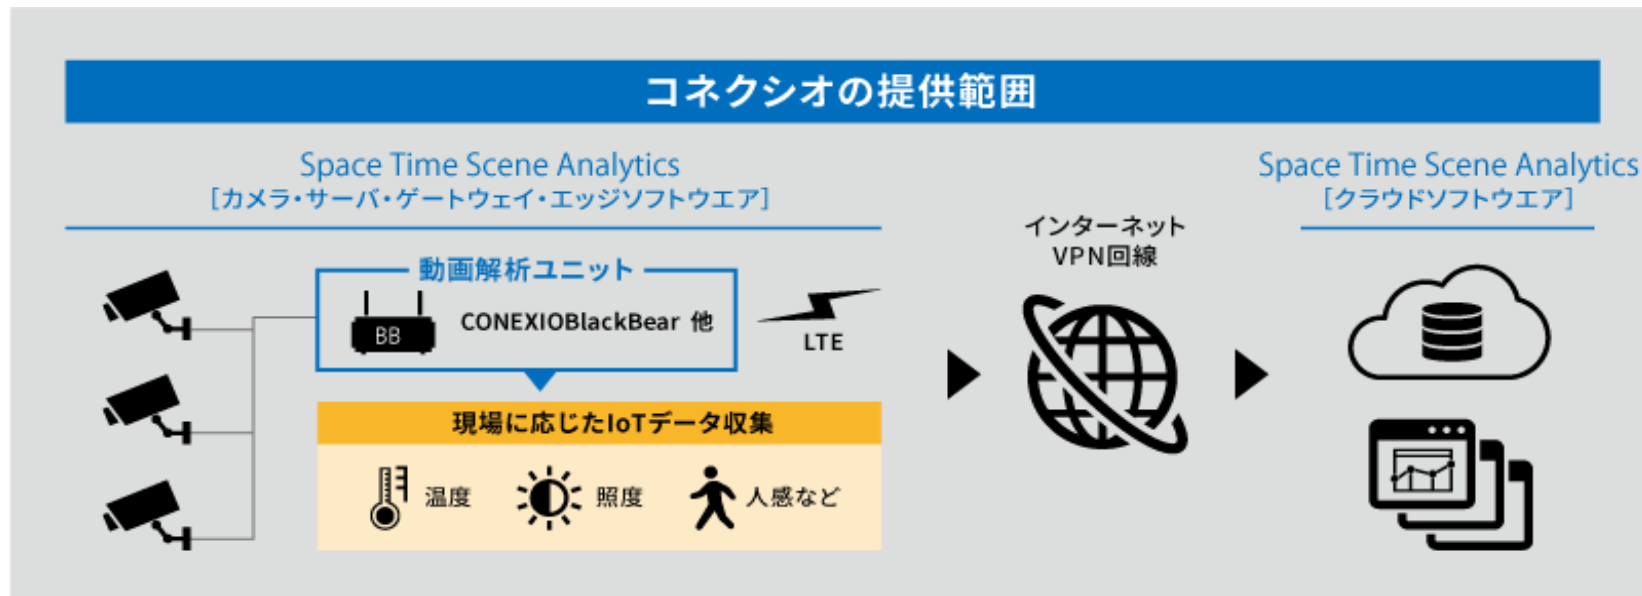 コネクシオの提供範囲
Space Time Scene Analytics
[カメラ・サーバ・ゲートウェイ・エッジソフトウエア]
動画解析ユニット
BB
CONEXIOBlackBear 他
LTE
現場に応じたIoTデータ収集
温度
照度
人感など
インターネット
VPN回線
Space Time Scene Analytics
[クラウドソフトウエア]